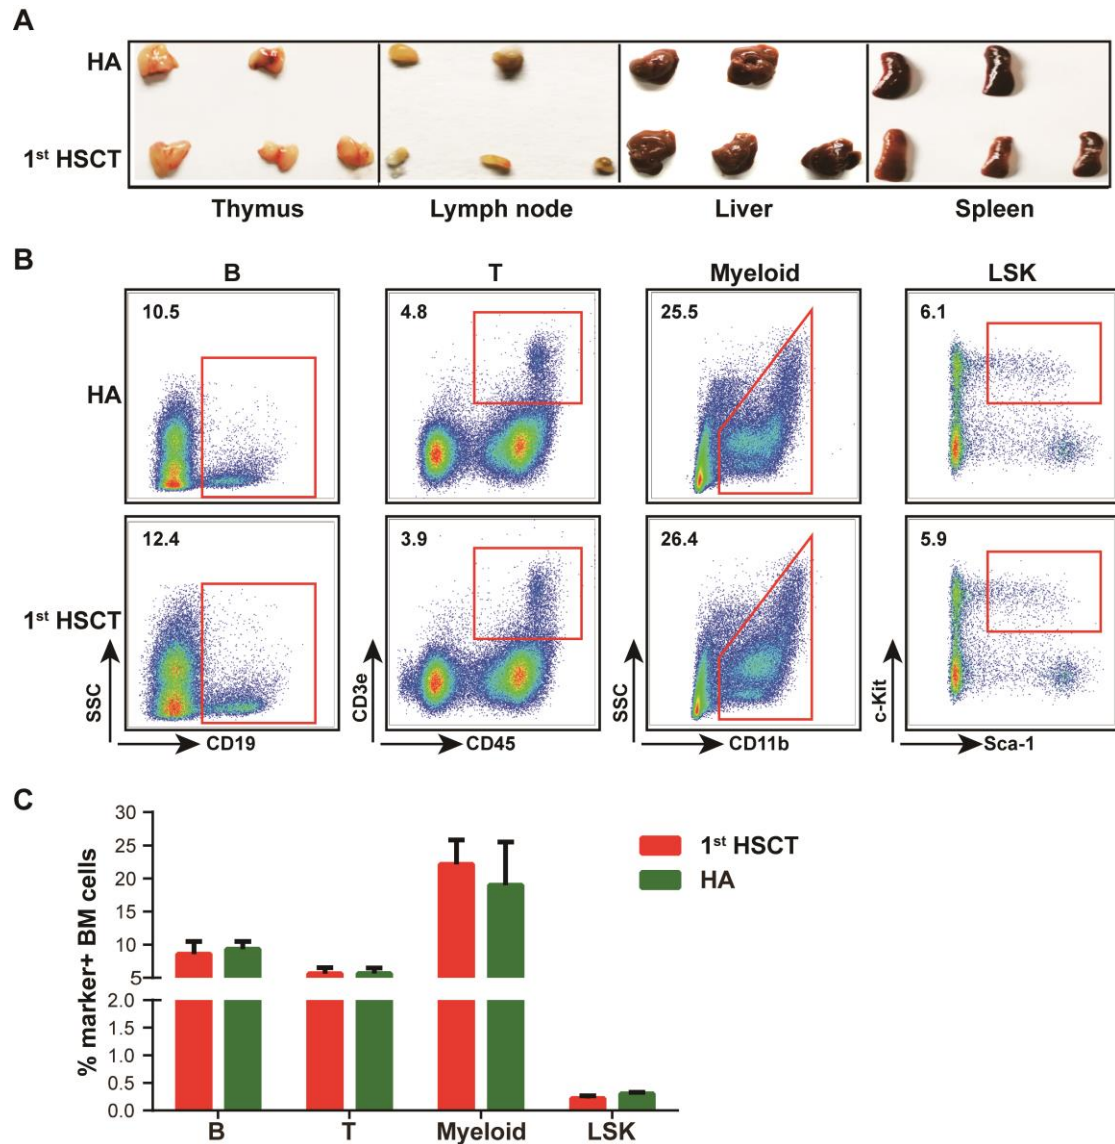 A
HA
1st HSCT
Thymus Lymph node Liver Spleen
B
B T Myeloid LSK
HA
10.5 4.8 25.5 6.1
1st HSCT
12.4 3.9 26.4 5.9
SSC CD3e SSC c-Kit
CD19 CD45 CD11b Sca-1
C
% marker+ BM cells
30
25
20
15
10
5
2.0
1.5
1.0
0.5
0.0
B T Myeloid LSK
1st HSCT
HA